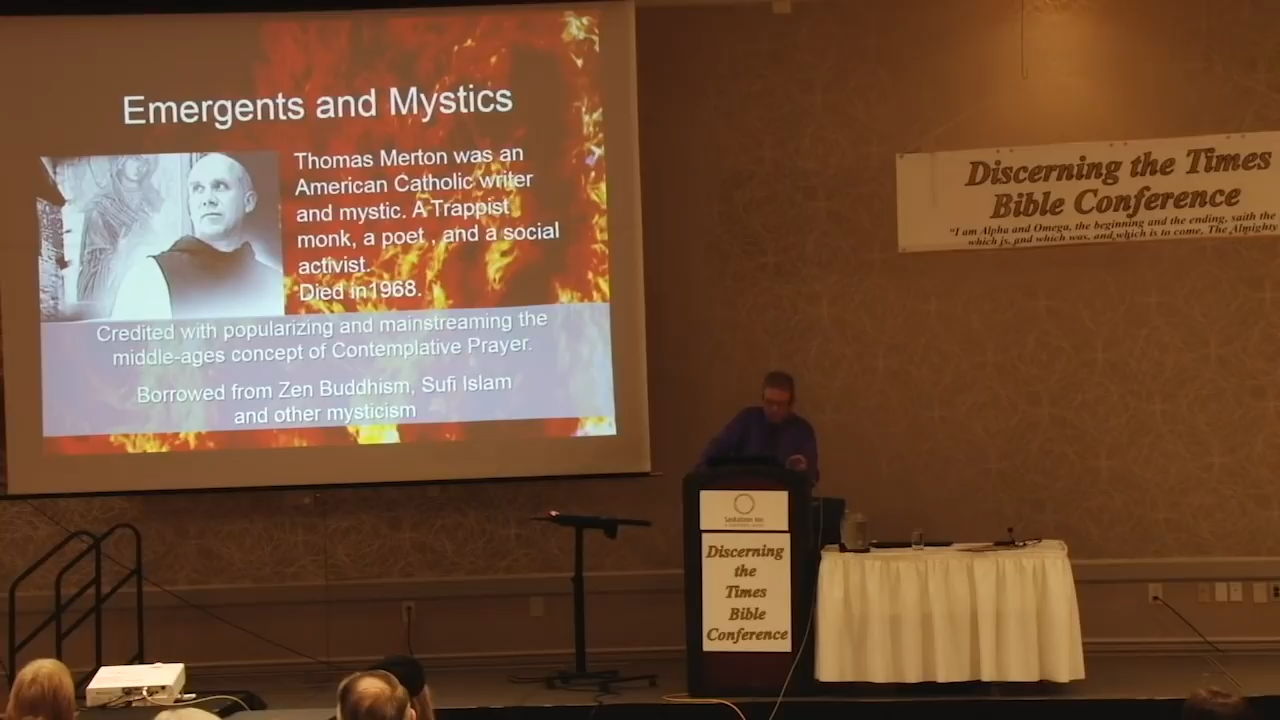 Emergents and Mystics
Thomas Merton was an
American Catholic writer
and mystic. A Trappist
monk, a poet , and a social
activist.
Died in1968.
Credited with popularizing and mainstreaming the
middle-ages concept of Contemplative Prayer.
Borrowed from Zen Buddhism, Sufi Islam
and other mysticism
Discerning the Times
Bible Conference
“I am Alpha and Omega, the beginning and the ending, saith the
which is, and which was, and which is to come, The Almighty
Saskatoon Inn
Discerning
the
Times
Bible
Conference